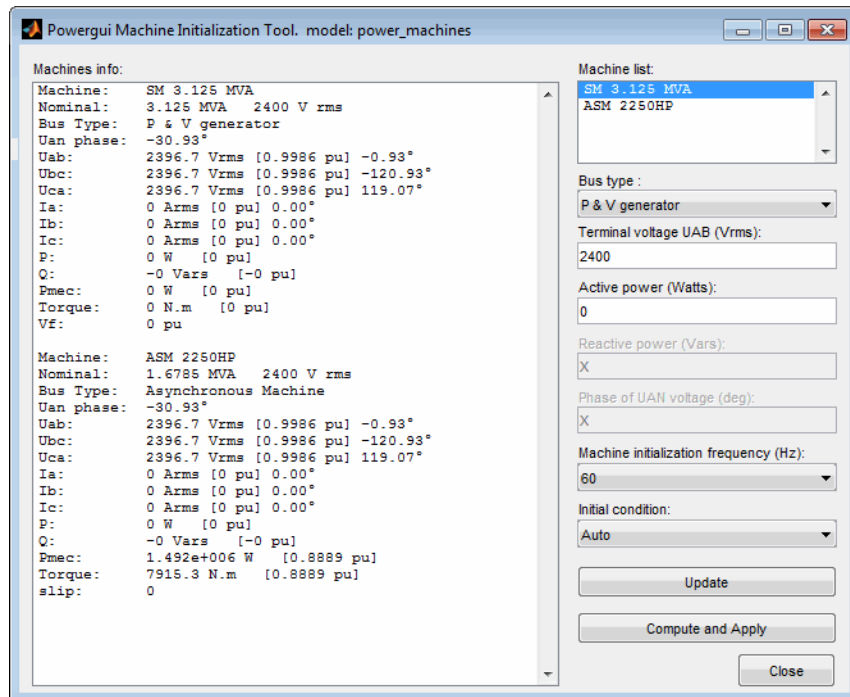 Powergui Machine Initialization Tool. model: power_machines
Machines info:
Machine: SM 3.125 MVA
Nominal: 3.125 MVA 2400 V rms
Bus Type: P & V generator
Uan phase: -30.93°
Uab: 2396.7 Vrms [0.9986 pu] -0.93°
Ubc: 2396.7 Vrms [0.9986 pu] -120.93°
Uca: 2396.7 Vrms [0.9986 pu] 119.07°
Ia: 0 Arms [0 pu] 0.00°
Ib: 0 Arms [0 pu] 0.00°
Ic: 0 Arms [0 pu] 0.00°
P: 0 W [0 pu]
Q: -0 Vars [-0 pu]
Pmec: 0 W [0 pu]
Torque: 0 N.m [0 pu]
Vf: 0 pu
Machine: ASM 2250HP
Nominal: 1.6785 MVA 2400 V rms
Bus Type: Asynchronous Machine
Uan phase: -30.93°
Uab: 2396.7 Vrms [0.9986 pu] -0.93°
Ubc: 2396.7 Vrms [0.9986 pu] -120.93°
Uca: 2396.7 Vrms [0.9986 pu] 119.07°
Ia: 0 Arms [0 pu] 0.00°
Ib: 0 Arms [0 pu] 0.00°
Ic: 0 Arms [0 pu] 0.00°
P: 0 W [0 pu]
Q: -0 Vars [-0 pu]
Pmec: 1.492e+006 W [0.8889 pu]
Torque: 7915.3 N.m [0.8889 pu]
slip: 0
Machine list:
SM 3.125 MVA
ASM 2250HP
Bus type :
P & V generator
Terminal voltage UAB (Vrms):
2400
Active power (Watts):
0
Reactive power (Vars):
X
Phase of UAN voltage (deg):
X
Machine initialization frequency (Hz):
60
Initial condition:
Auto
Update
Compute and Apply
Close